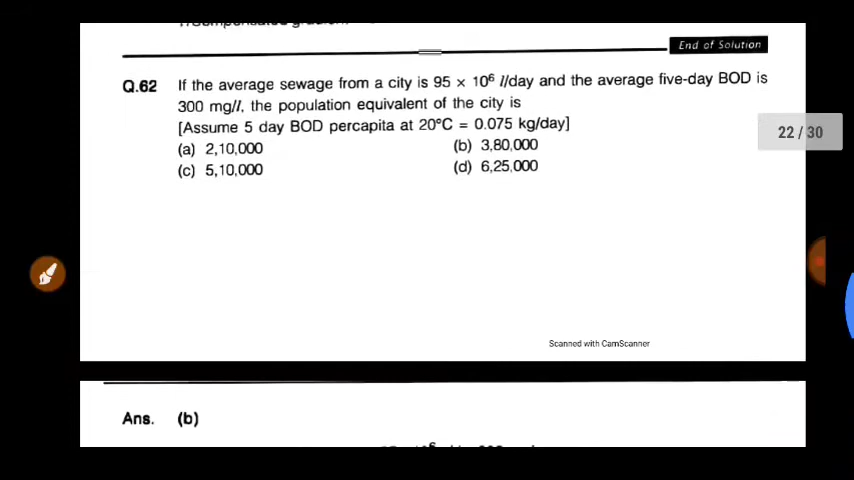 End of Solution
Q.62 If the average sewage from a city is 95 × 10⁶ l/day and the average five-day BOD is
300 mg/l, the population equivalent of the city is
[Assume 5 day BOD percapita at 20°C = 0.075 kg/day]
(a) 2,10,000 (b) 3,80,000
(c) 5,10,000 (d) 6,25,000
22 / 30
Scanned with CamScanner
Ans. (b)